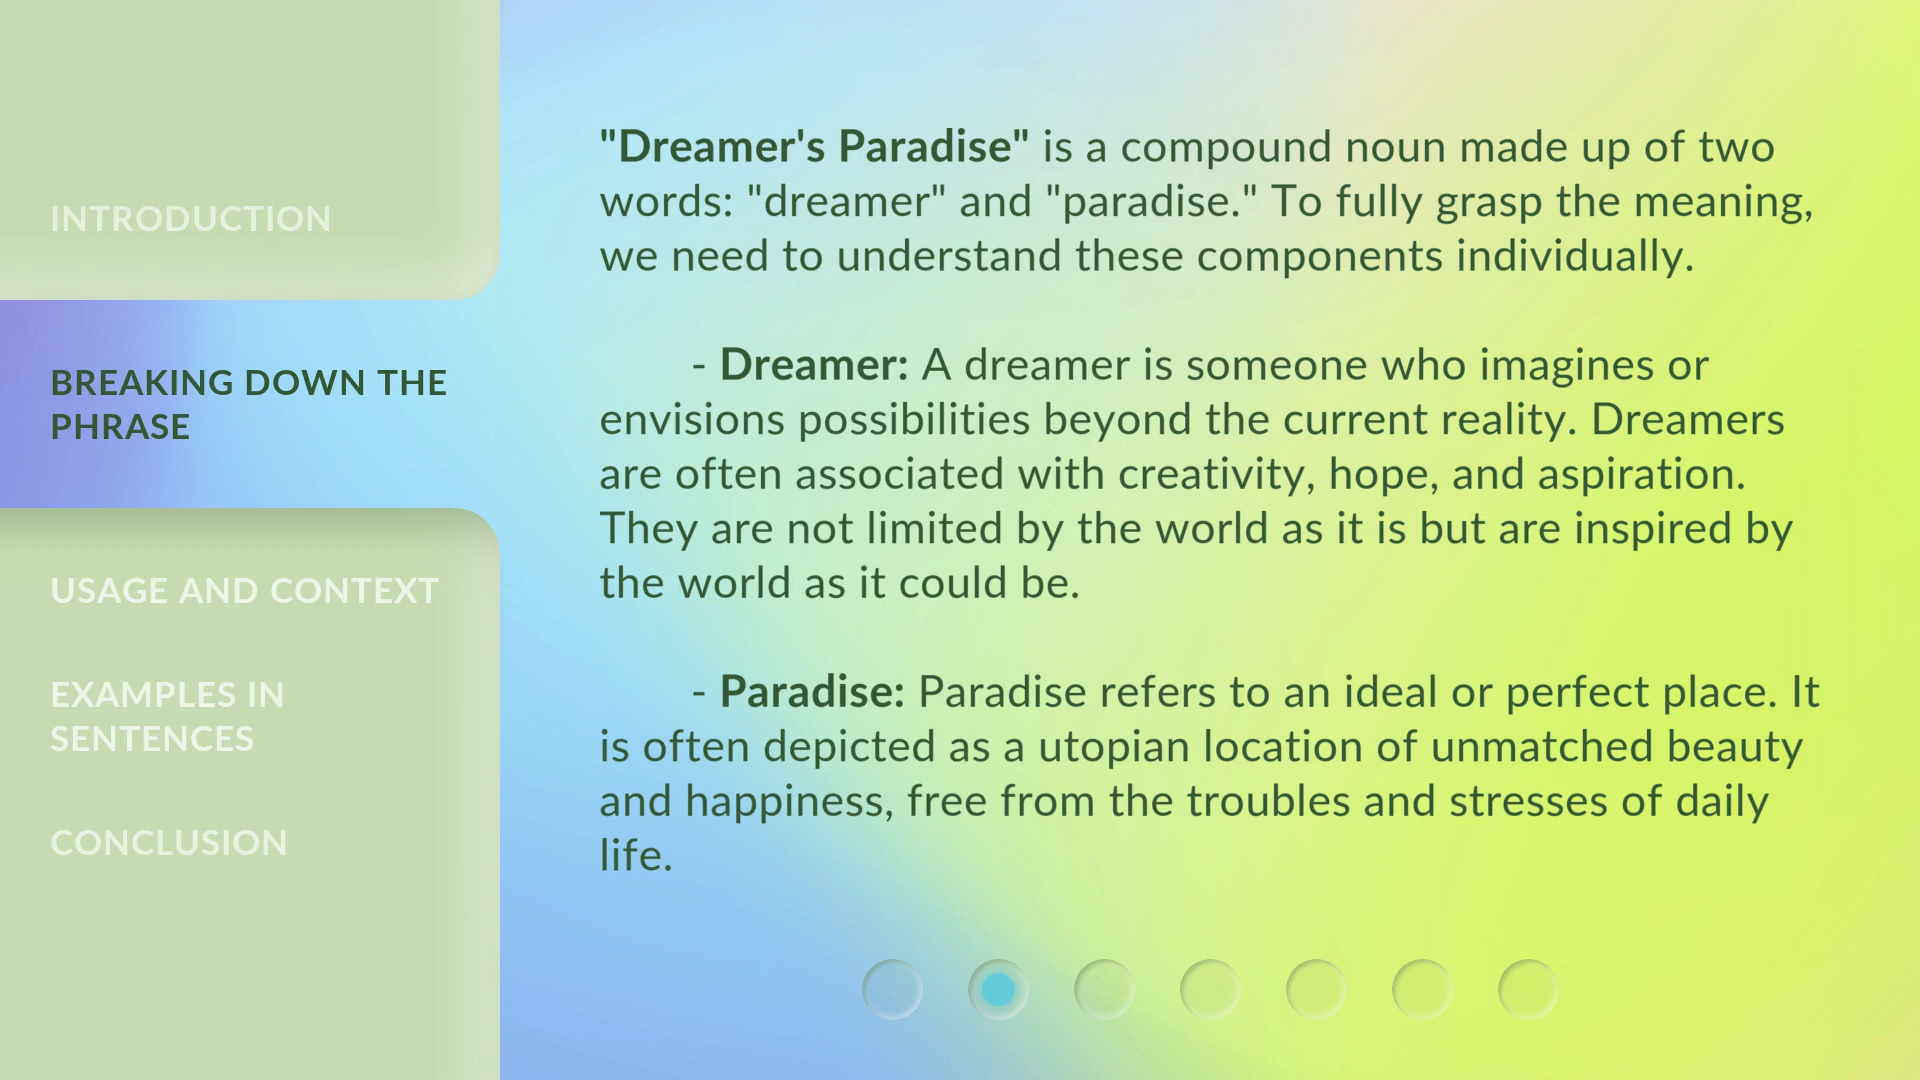 INTRODUCTION
BREAKING DOWN THE
PHRASE
USAGE AND CONTEXT
EXAMPLES IN
SENTENCES
CONCLUSION
"Dreamer's Paradise" is a compound noun made up of two
words: "dreamer" and "paradise." To fully grasp the meaning,
we need to understand these components individually.
- Dreamer: A dreamer is someone who imagines or
envisions possibilities beyond the current reality. Dreamers
are often associated with creativity, hope, and aspiration.
They are not limited by the world as it is but are inspired by
the world as it could be.
- Paradise: Paradise refers to an ideal or perfect place. It
is often depicted as a utopian location of unmatched beauty
and happiness, free from the troubles and stresses of daily
life.